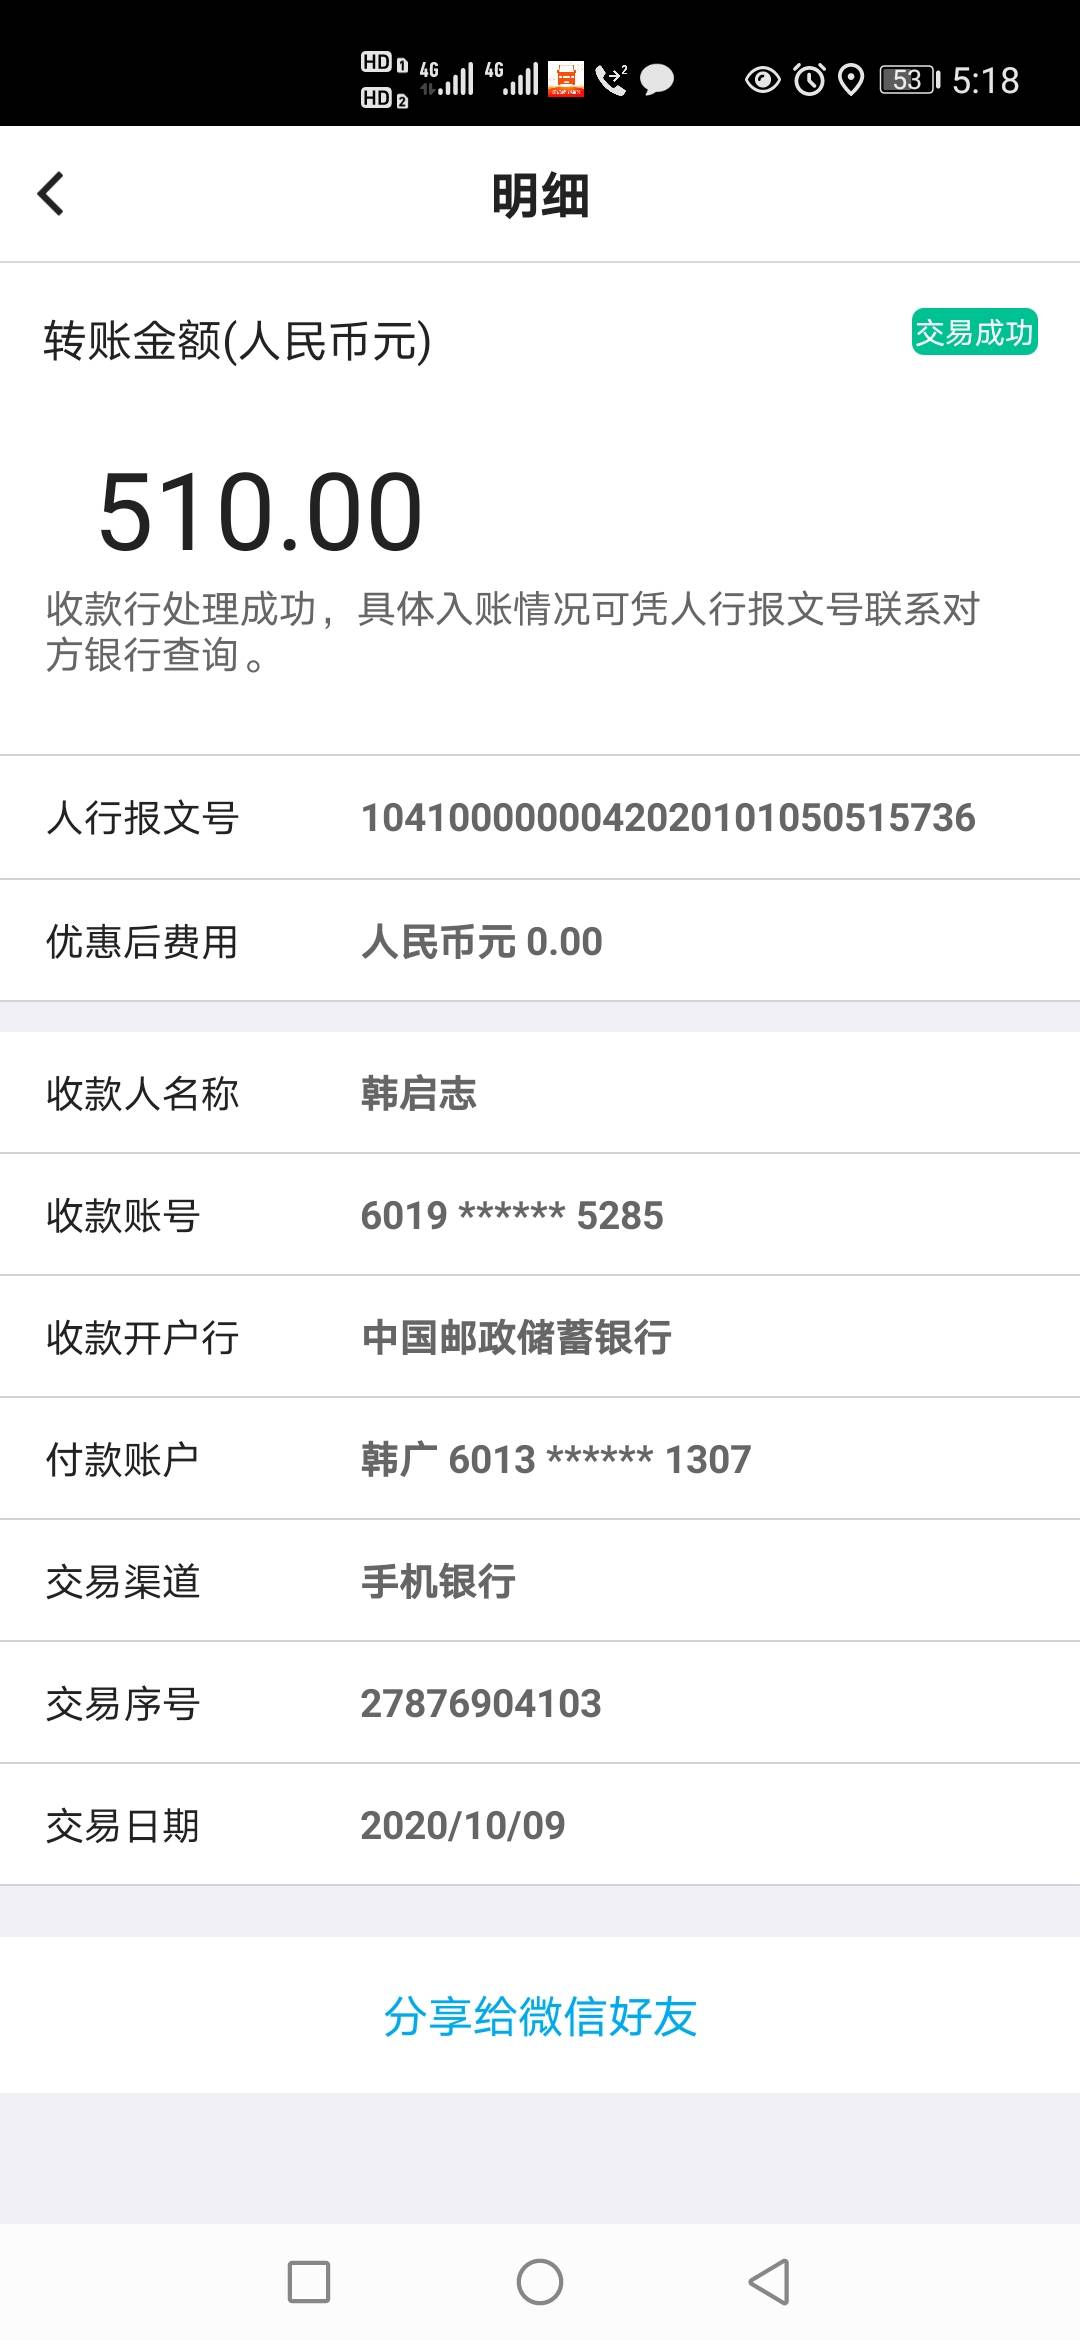 HD 1 4G 4G 2 53 5:18
HD 2
明细
转账金额(人民币元)
交易成功
510.00
收款行处理成功，具体入账情况可凭人行报文号联系对
方银行查询。
人行报文号 10410000000420201010505​15736
优惠后费用 人民币元 0.00
收款人名称 韩启志
收款账号 6019 ****** 5285
收款开户行 中国邮政储蓄银行
付款账户 韩广 6013 ****** 1307
交易渠道 手机银行
交易序号 27876904103
交易日期 2020/10/09
分享给微信好友